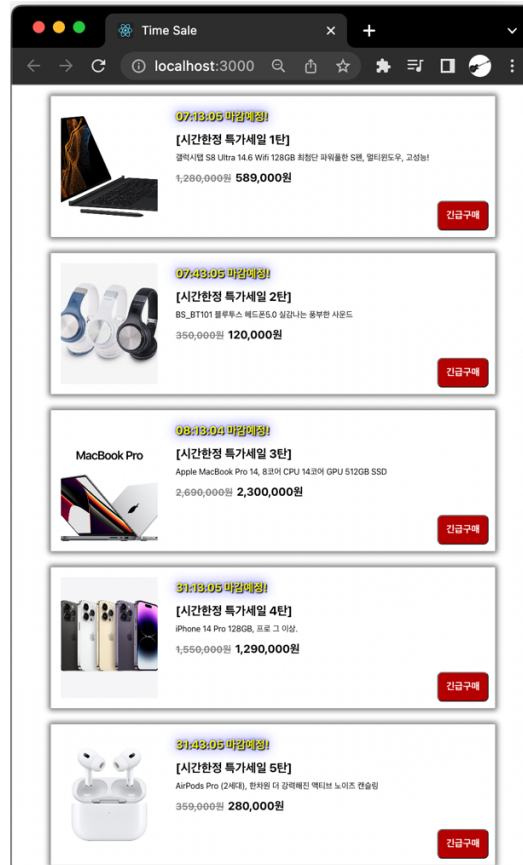 Time Sale
localhost:3000
07:13:05 마감예정!
[시간한정 특가세일 1탄]
갤럭시탭 S8 Ultra 14.6 Wifi 128GB 최첨단 파워풀한 S펜, 멀티윈도우, 고성능!
1,280,000원 589,000원
긴급구매
07:43:05 마감예정!
[시간한정 특가세일 2탄]
BS_BT101 블루투스 헤드폰5.0 실감나는 풍부한 사운드
350,000원 120,000원
긴급구매
MacBook Pro
08:13:04 마감예정!
[시간한정 특가세일 3탄]
Apple MacBook Pro 14, 8코어 CPU 14코어 GPU 512GB SSD
2,690,000원 2,300,000원
긴급구매
31:13:05 마감예정!
[시간한정 특가세일 4탄]
iPhone 14 Pro 128GB, 프로 그 이상.
1,550,000원 1,290,000원
긴급구매
31:43:05 마감예정!
[시간한정 특가세일 5탄]
AirPods Pro (2세대), 한차원 더 강력해진 액티브 노이즈 캔슬링
359,000원 280,000원
긴급구매